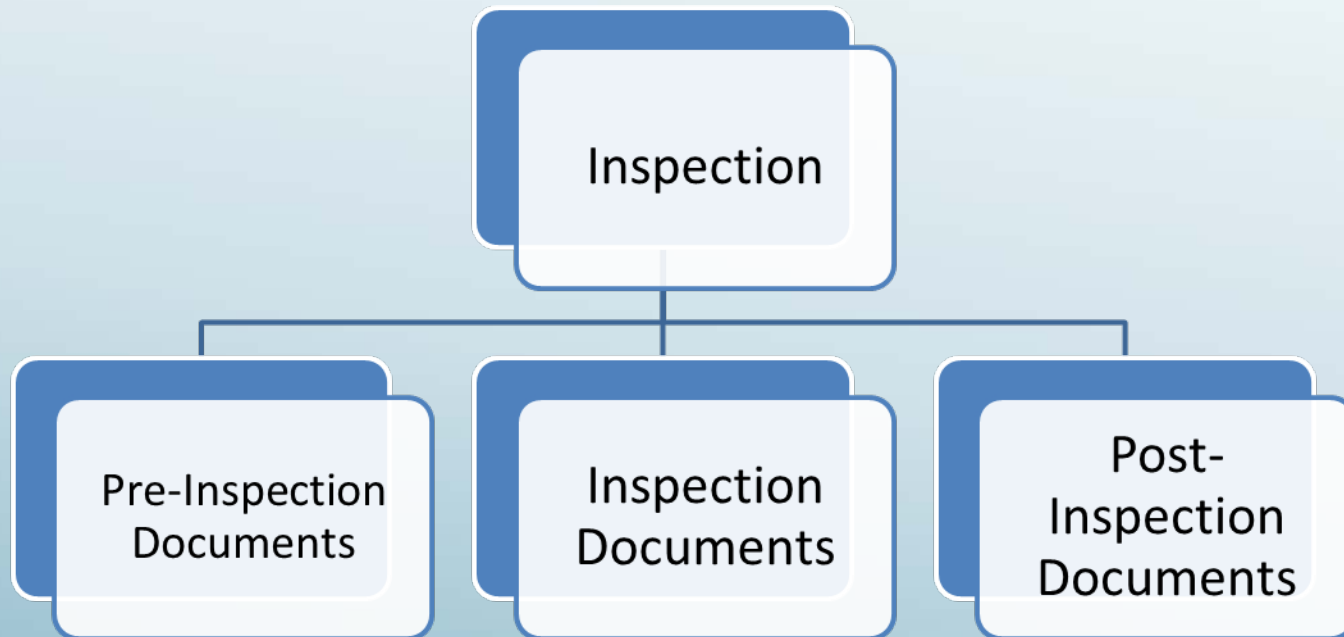 Inspection
Pre-Inspection
Documents
Inspection
Documents
Post-
Inspection
Documents